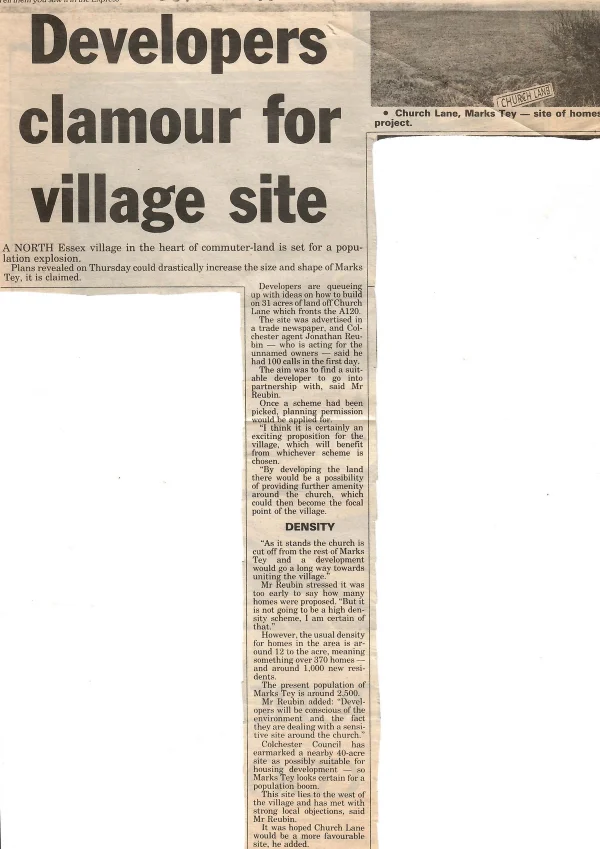 Developers
clamour for
village site
CHURCH LANE
• Church Lane, Marks Tey — site of homes
project.
A NORTH Essex village in the heart of commuter-land is set for a popu-
lation explosion.
Plans revealed on Thursday could drastically increase the size and shape of Marks
Tey, it is claimed.
Developers are queueing
up with ideas on how to build
on 31 acres of land off Church
Lane which fronts the A120.
The site was advertised in
a trade newspaper, and Col-
chester agent Jonathan Reu-
bin — who is acting for the
unnamed owners — said he
had 100 calls in the first day.
The aim was to find a suit-
able developer to go into
partnership with, said Mr
Reubin.
Once a scheme had been
picked, planning permission
would be applied for.
“I think it is certainly an
exciting proposition for the
village, which will benefit
from whichever scheme is
chosen.
“By developing the land
there would be a possibility
of providing further amenity
around the church, which
could then become the focal
point of the village.
DENSITY
“As it stands the church is
cut off from the rest of Marks
Tey and a development
would go a long way towards
uniting the village.”
Mr Reubin stressed it was
too early to say how many
homes were proposed. “But it
is not going to be a high den-
sity scheme, I am certain of
that.”
However, the usual density
for homes in the area is ar-
ound 12 to the acre, meaning
something over 370 homes —
and around 1,000 new resi-
dents.
The present population of
Marks Tey is around 2,500.
Mr Reubin added: “Devel-
opers will be conscious of the
environment and the fact
they are dealing with a sensi-
tive site around the church.”
Colchester Council has
earmarked a nearby 40-acre
site as possibly suitable for
housing development — so
Marks Tey looks certain for a
population boom.
This site lies to the west of
the village and has met with
strong local objections, said
Mr Reubin.
It was hoped Church Lane
would be a more favourable
site, he added.